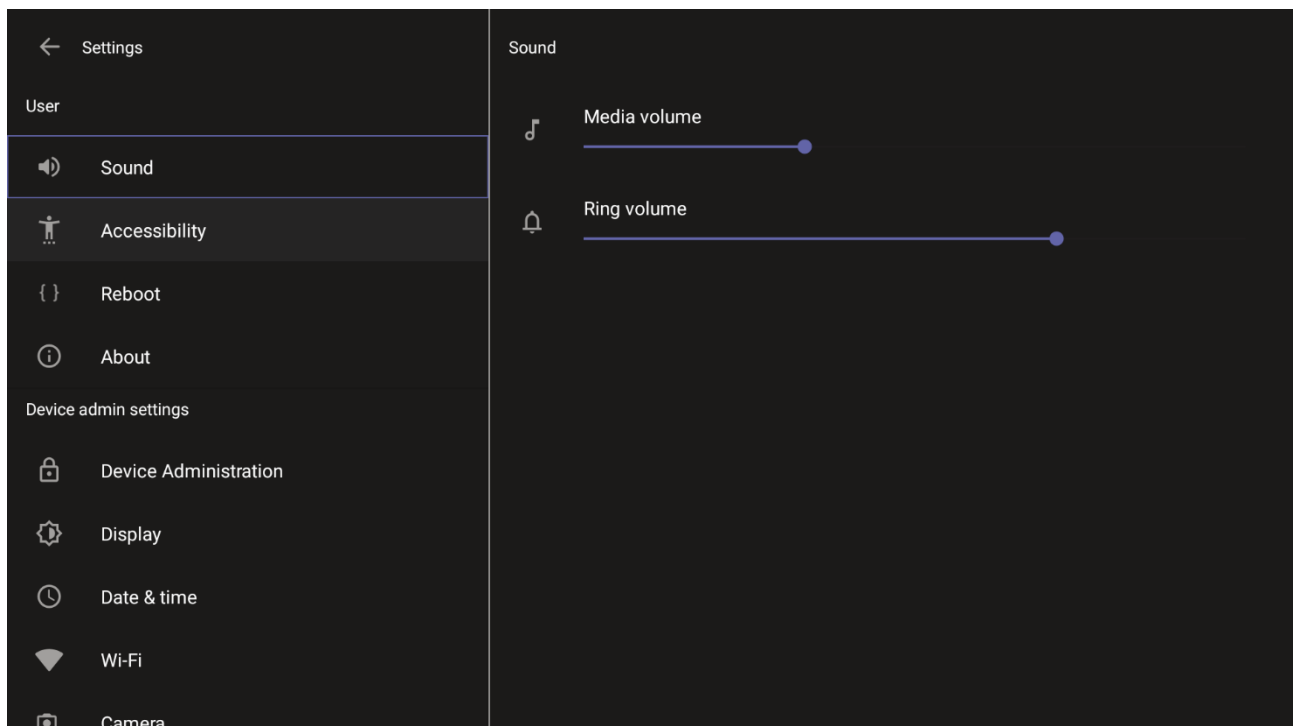 Settings
User
Sound
Accessibility
Reboot
About
Device admin settings
Device Administration
Display
Date & time
Wi-Fi
Camera
Sound
Media volume
Ring volume